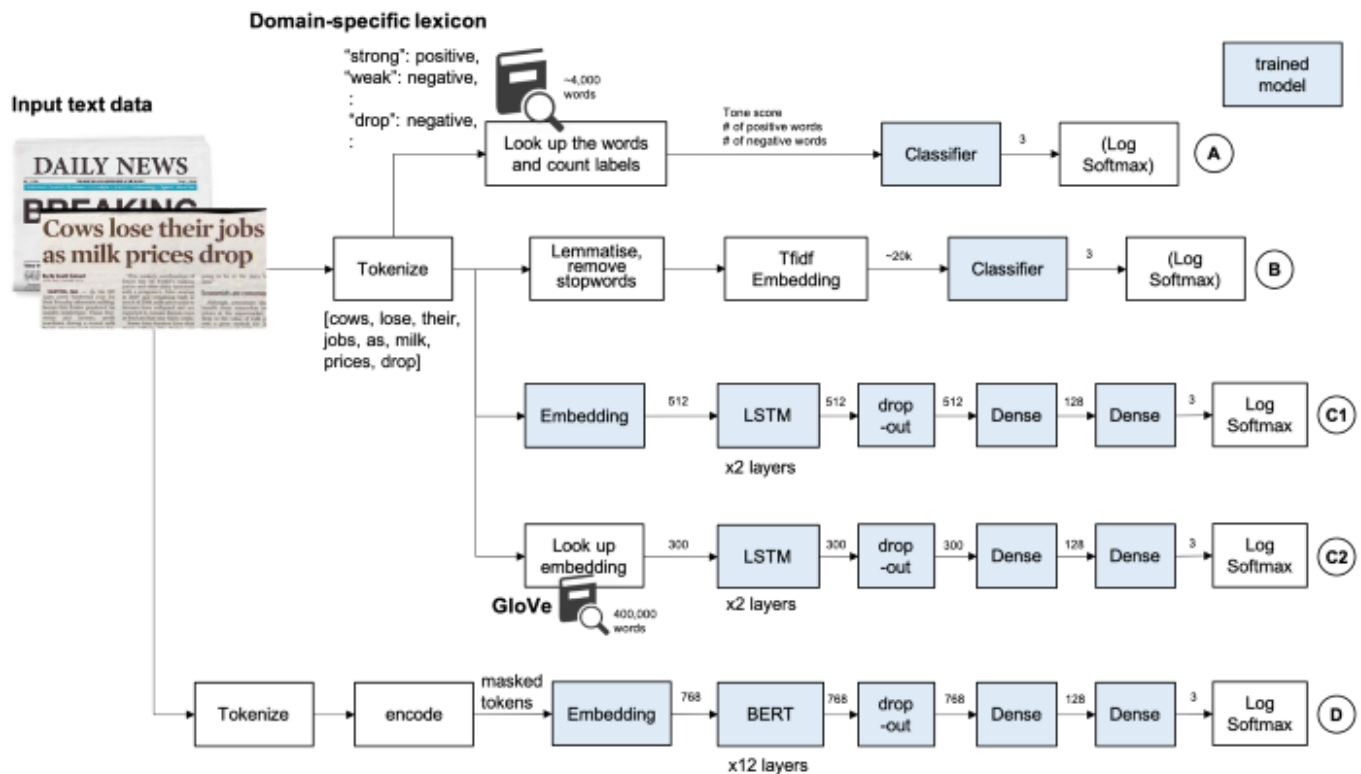 Domain-specific lexicon
"strong": positive,
"weak": negative,
:
"drop": negative,
:
~4,000
words
trained
model
Input text data
DAILY NEWS
BREAKING
Cows lose their jobs
as milk prices drop
Look up the words
and count labels
Tone score
# of positive words
# of negative words
Classifier
3
(Log
Softmax)
A
Tokenize
[cows, lose, their,
jobs, as, milk,
prices, drop]
Lemmatise,
remove
stopwords
Tfidf
Embedding
~20k
Classifier
3
(Log
Softmax)
B
Embedding
512
LSTM
x2 layers
512
drop
-out
512
Dense
128
Dense
3
Log
Softmax
C1
Look up
embedding
GloVe
400,000
words
300
LSTM
x2 layers
300
drop
-out
300
Dense
128
Dense
3
Log
Softmax
C2
Tokenize
encode
masked
tokens
Embedding
768
BERT
x12 layers
768
drop
-out
768
Dense
128
Dense
3
Log
Softmax
D